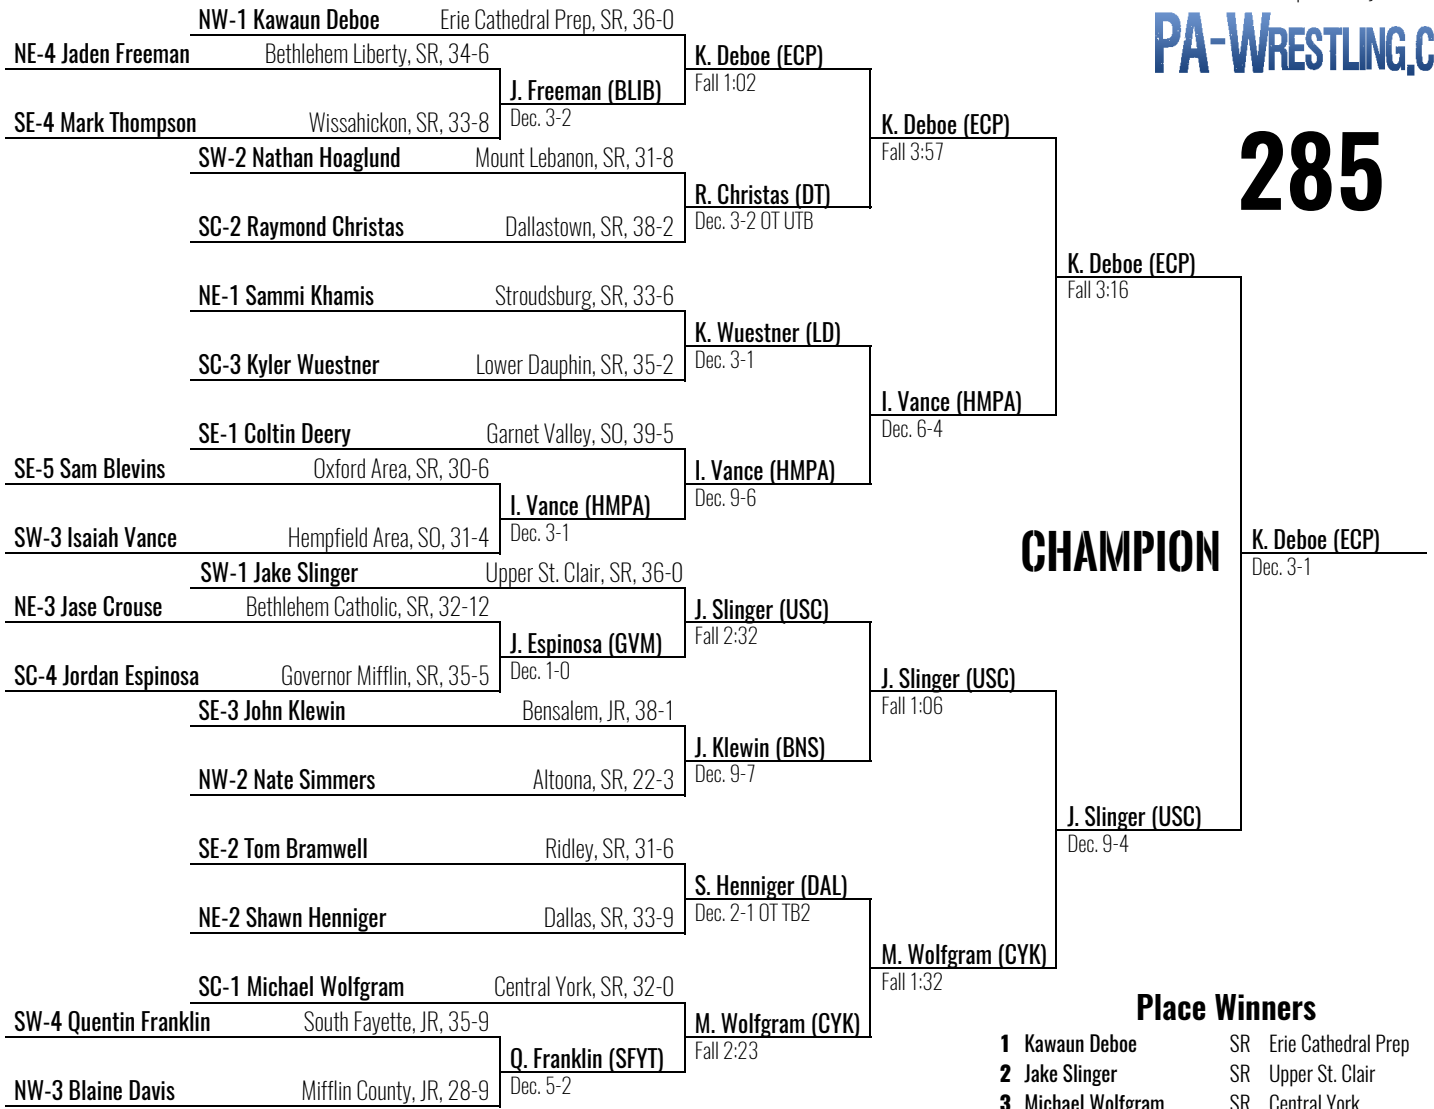 NW-1 Kawaun Deboe Erie Cathedral Prep, SR, 36-0
PA-WRESTLING.C
NE-4 Jaden Freeman Bethlehem Liberty, SR, 34-6
K. Deboe (ECP)
Fall 1:02
J. Freeman (BLIB)
Dec. 3-2
SE-4 Mark Thompson Wissahickon, SR, 33-8
K. Deboe (ECP)
Fall 3:57
285
SW-2 Nathan Hoaglund Mount Lebanon, SR, 31-8
R. Christas (DT)
Dec. 3-2 OT UTB
SC-2 Raymond Christas Dallastown, SR, 38-2
K. Deboe (ECP)
Fall 3:16
NE-1 Sammi Khamis Stroudsburg, SR, 33-6
K. Wuestner (LD)
Dec. 3-1
SC-3 Kyler Wuestner Lower Dauphin, SR, 35-2
I. Vance (HMPA)
Dec. 6-4
SE-1 Coltin Deery Garnet Valley, SO, 39-5
SE-5 Sam Blevins Oxford Area, SR, 30-6
I. Vance (HMPA)
Dec. 9-6
I. Vance (HMPA)
Dec. 3-1
SW-3 Isaiah Vance Hempfield Area, SO, 31-4
CHAMPION
K. Deboe (ECP)
Dec. 3-1
SW-1 Jake Slinger Upper St. Clair, SR, 36-0
NE-3 Jase Crouse Bethlehem Catholic, SR, 32-12
J. Slinger (USC)
Fall 2:32
J. Espinosa (GVM)
Dec. 1-0
SC-4 Jordan Espinosa Governor Mifflin, SR, 35-5
J. Slinger (USC)
Fall 1:06
SE-3 John Klewin Bensalem, JR, 38-1
J. Klewin (BNS)
Dec. 9-7
NW-2 Nate Simmers Altoona, SR, 22-3
J. Slinger (USC)
Dec. 9-4
SE-2 Tom Bramwell Ridley, SR, 31-6
S. Henniger (DAL)
Dec. 2-1 OT TB2
NE-2 Shawn Henniger Dallas, SR, 33-9
M. Wolfgram (CYK)
Fall 1:32
SC-1 Michael Wolfgram Central York, SR, 32-0
SW-4 Quentin Franklin South Fayette, JR, 35-9
M. Wolfgram (CYK)
Fall 2:23
Q. Franklin (SFYT)
Dec. 5-2
NW-3 Blaine Davis Mifflin County, JR, 28-9
Place Winners
1 Kawaun Deboe SR Erie Cathedral Prep
2 Jake Slinger SR Upper St. Clair
3 Michael Wolfgram SR Central York